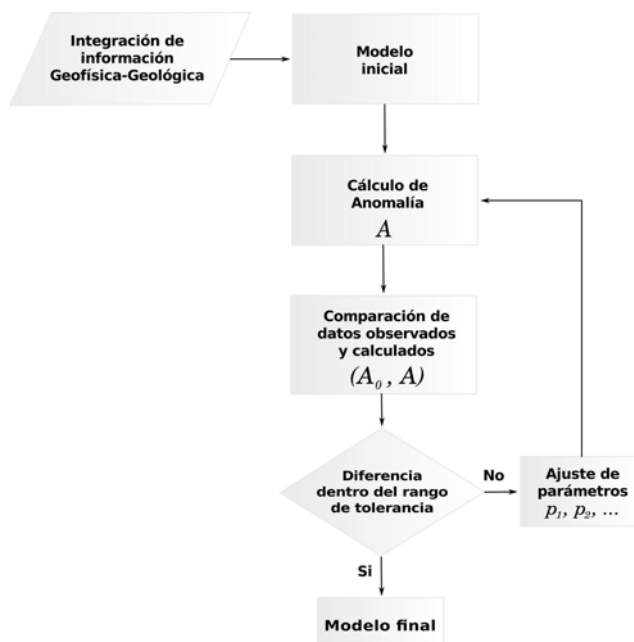 Integración de
información
Geofísica-Geológica
Modelo
inicial
Cálculo de
Anomalía
A
Comparación de
datos observados
y calculados
(A₀ , A)
Diferencia
dentro del rango
de tolerancia
No
Ajuste de
parámetros
p₁, p₂, ...
Si
Modelo final